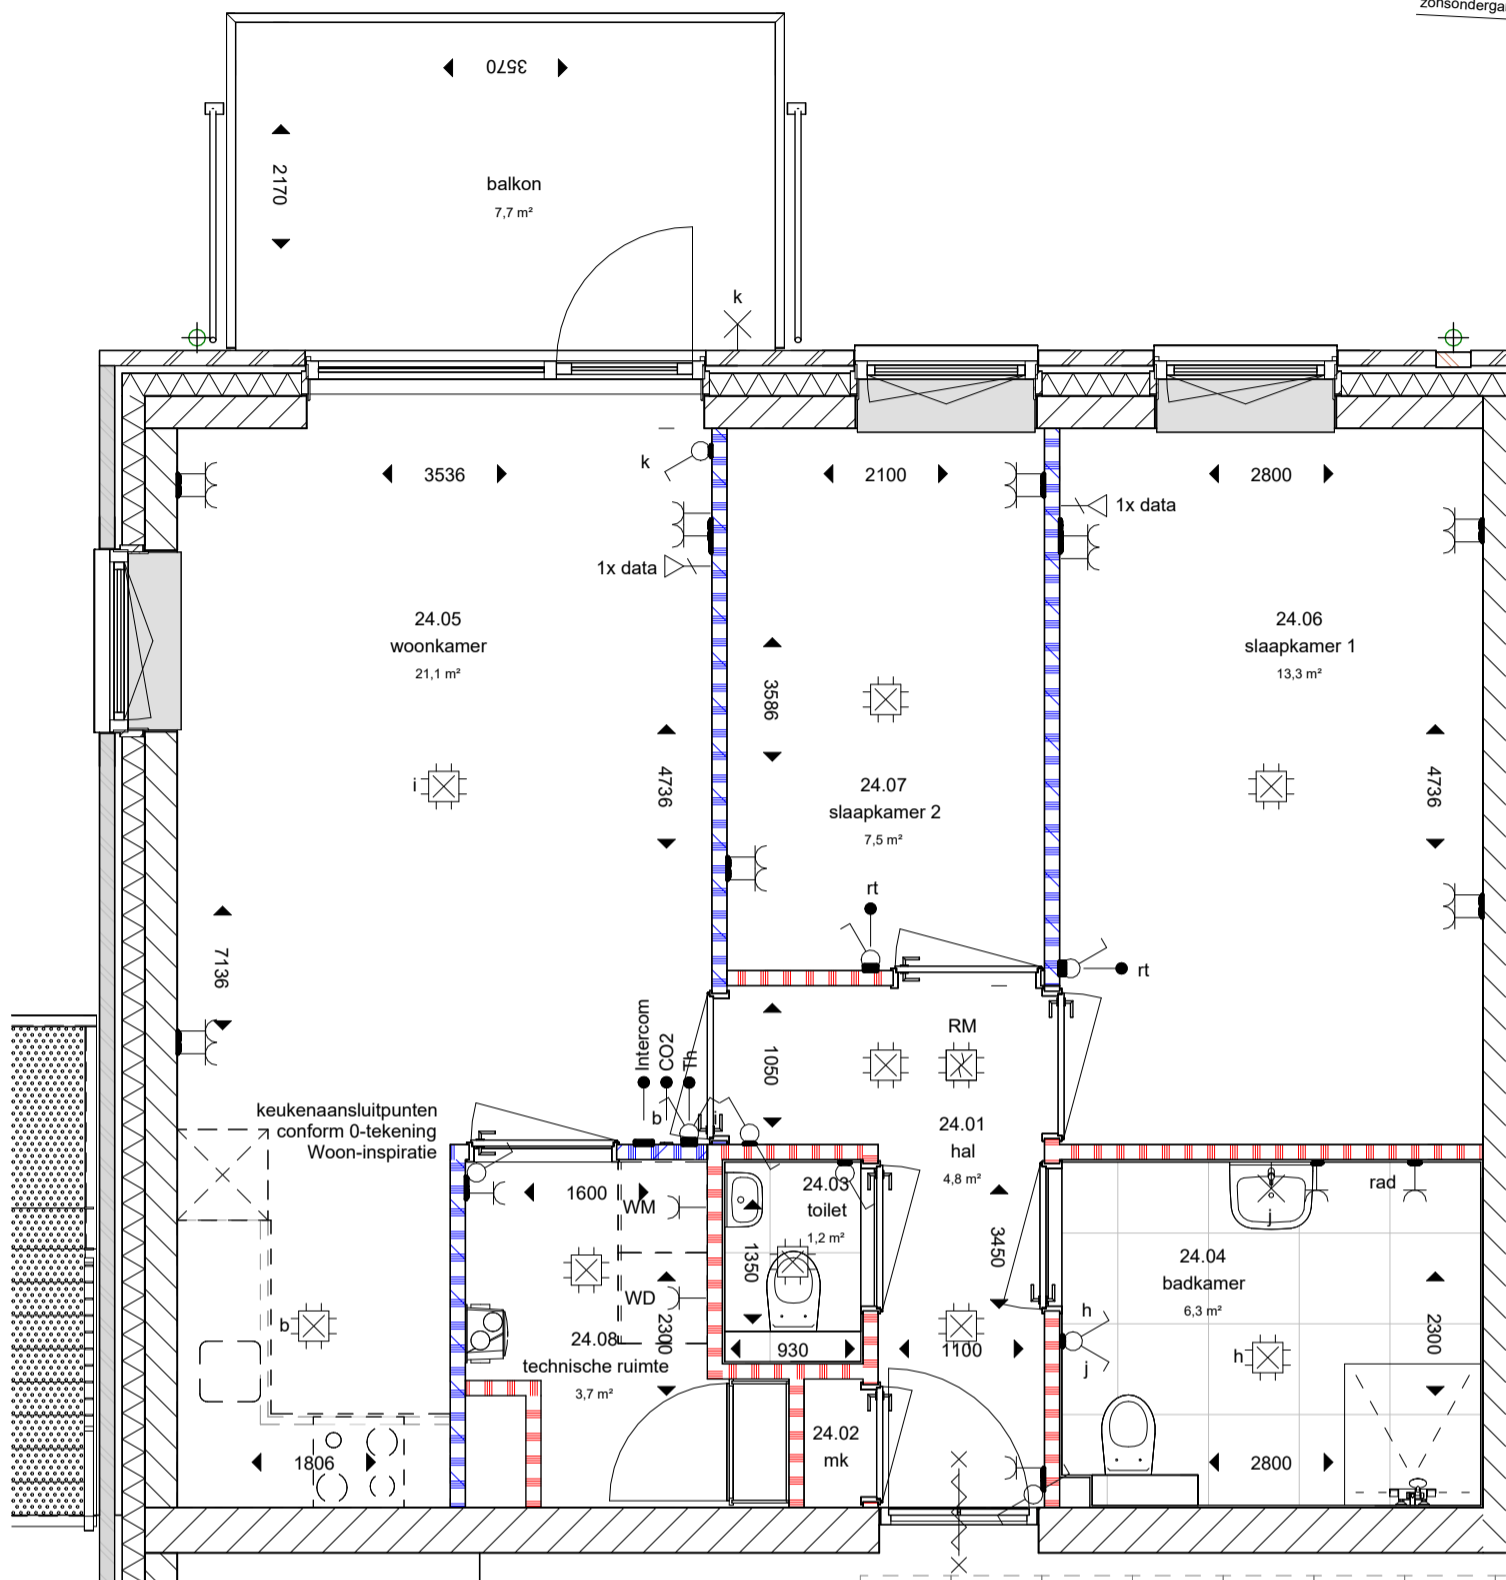 zonsonderga
3570
2170
balkon
7,7 m²
k
k
3536
2100
2800
1x data
1x data
24.05
woonkamer
21,1 m²
24.06
slaapkamer 1
13,3 m²
3586
4736
4736
i
24.07
slaapkamer 2
7,5 m²
rt
rt
7136
Intercom
CO2
Th
1050
RM
keukenaansluitpunten
conform 0-tekening
Woon-inspiratie
b
i
24.01
hal
4,8 m²
1600
WM
24.03
toilet
1,2 m²
1350
3450
rad
j
24.04
badkamer
6,3 m²
WD
2300
2300
b
24.08
technische ruimte
3,7 m²
930
1100
h
j
h
24.02
mk
1806
2800